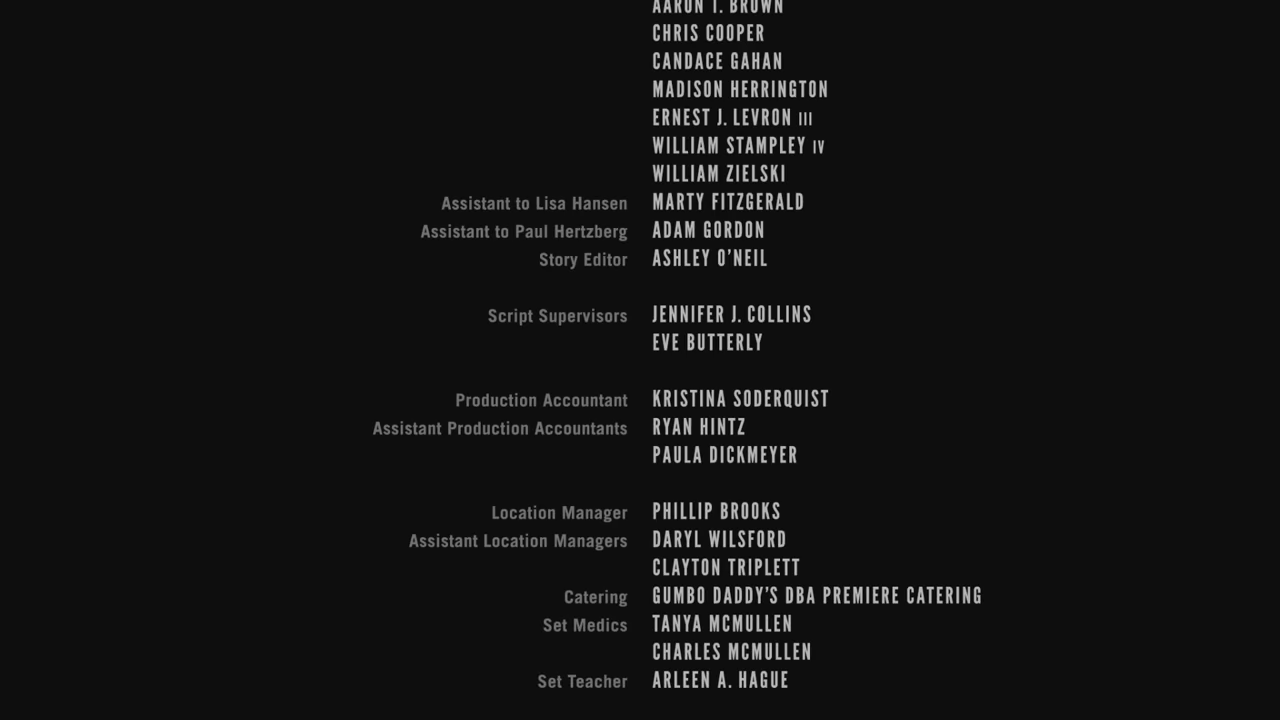 AARON T. BROWN
CHRIS COOPER
CANDACE GAHAN
MADISON HERRINGTON
ERNEST J. LEVRON III
WILLIAM STAMPLEY IV
WILLIAM ZIELSKI
Assistant to Lisa Hansen MARTY FITZGERALD
Assistant to Paul Hertzberg ADAM GORDON
Story Editor ASHLEY O'NEIL
Script Supervisors JENNIFER J. COLLINS
EVE BUTTERLY
Production Accountant KRISTINA SODERQUIST
Assistant Production Accountants RYAN HINTZ
PAULA DICKMEYER
Location Manager PHILLIP BROOKS
Assistant Location Managers DARYL WILSFORD
CLAYTON TRIPLETT
Catering GUMBO DADDY'S DBA PREMIERE CATERING
Set Medics TANYA MCMULLEN
CHARLES MCMULLEN
Set Teacher ARLEEN A. HAGUE